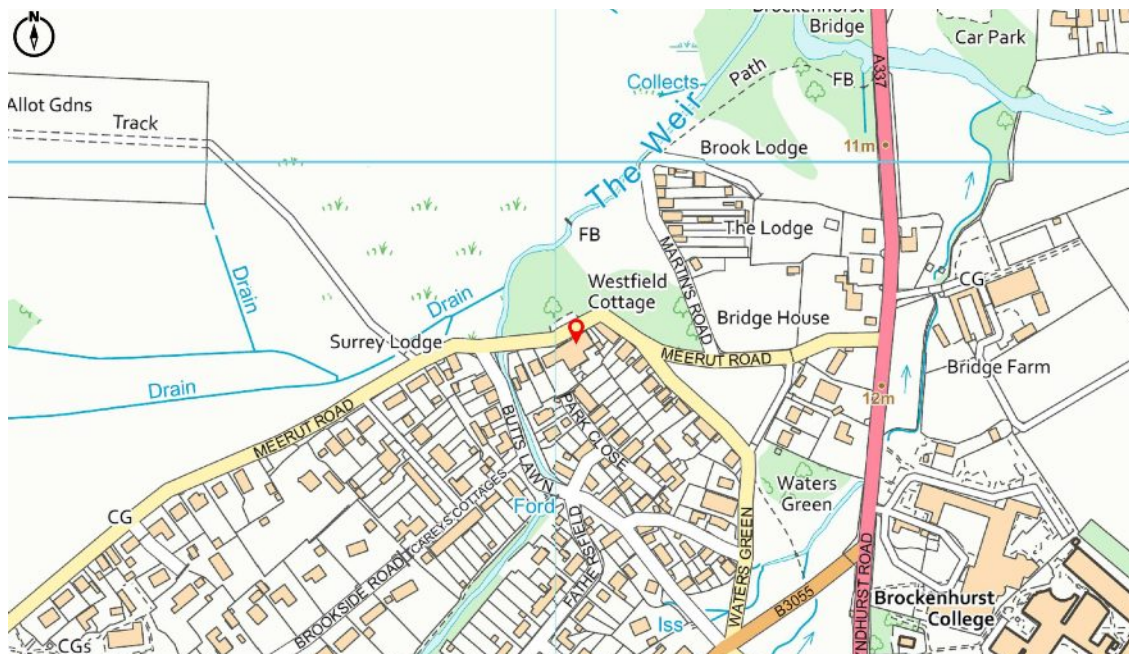 N
Brockenhurst
Bridge
Car Park
A337
Path
FB
Collects
Allot Gdns
Track
The Weir
Brook Lodge
11m
FB
The Lodge
MARTIN'S ROAD
Westfield
Cottage
CG
Drain
Drain
Bridge House
Surrey Lodge
MEERUT ROAD
Bridge Farm
Drain
12m
MEERUT ROAD
BUTTS LAWN
PARK CLOSE
Waters
Green
CG
Ford
CAREYS COTTAGES
BROOKSIDE ROAD
FATHERSFIELD
WATERS GREEN
B3055
YNDHURST ROAD
Brockenhurst
College
Iss
CGs